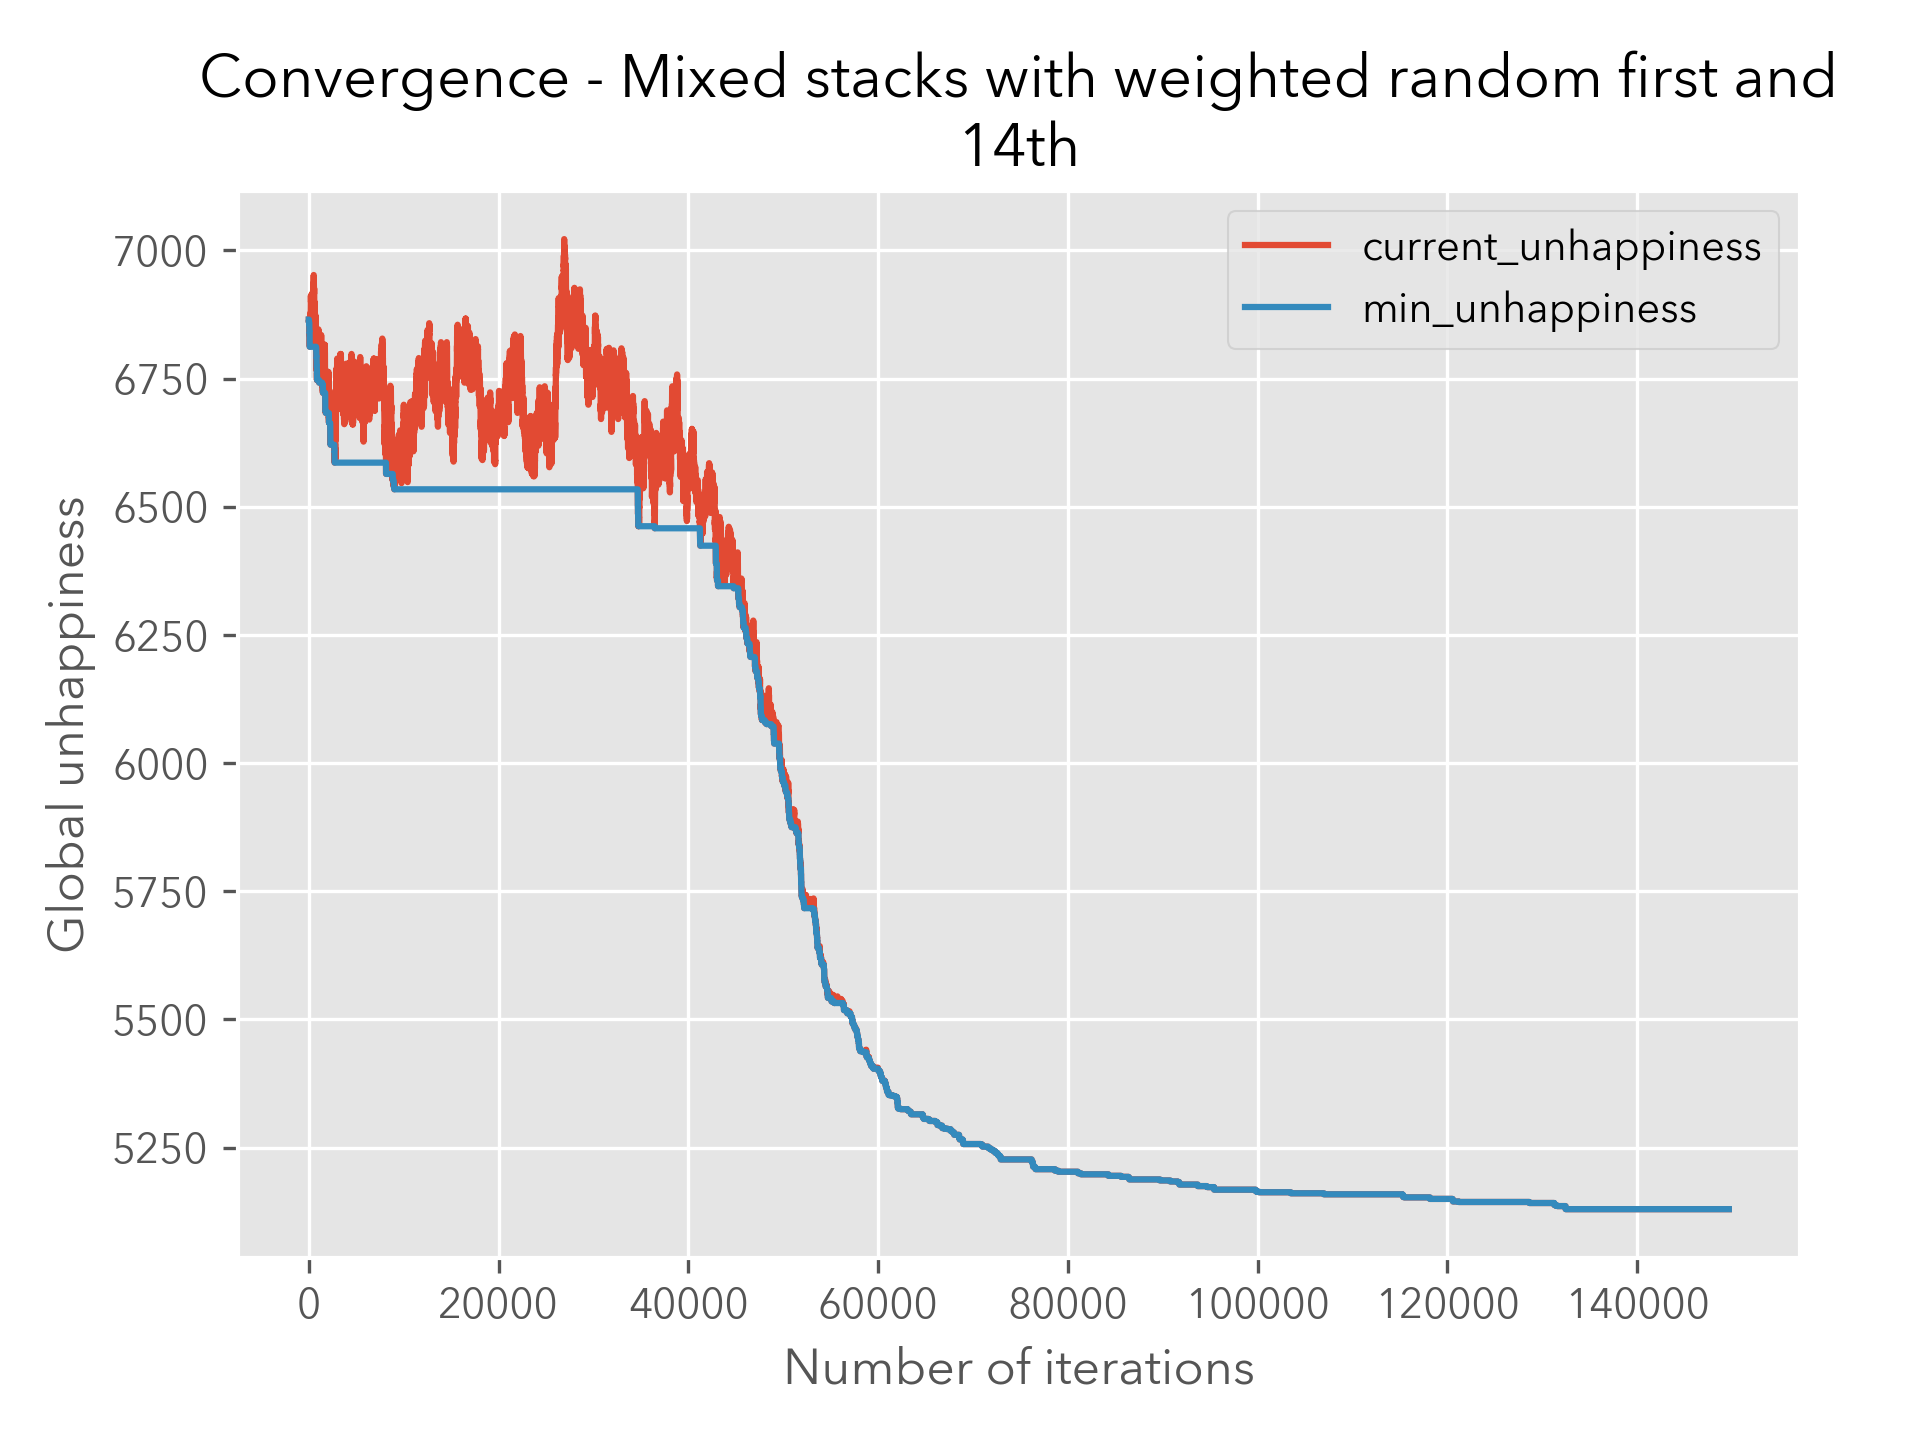 Convergence - Mixed stacks with weighted random first and
14th
current_unhappiness
min_unhappiness
Global unhappiness
7000
6750
6500
6250
6000
5750
5500
5250
0 20000 40000 60000 80000 100000 120000 140000
Number of iterations